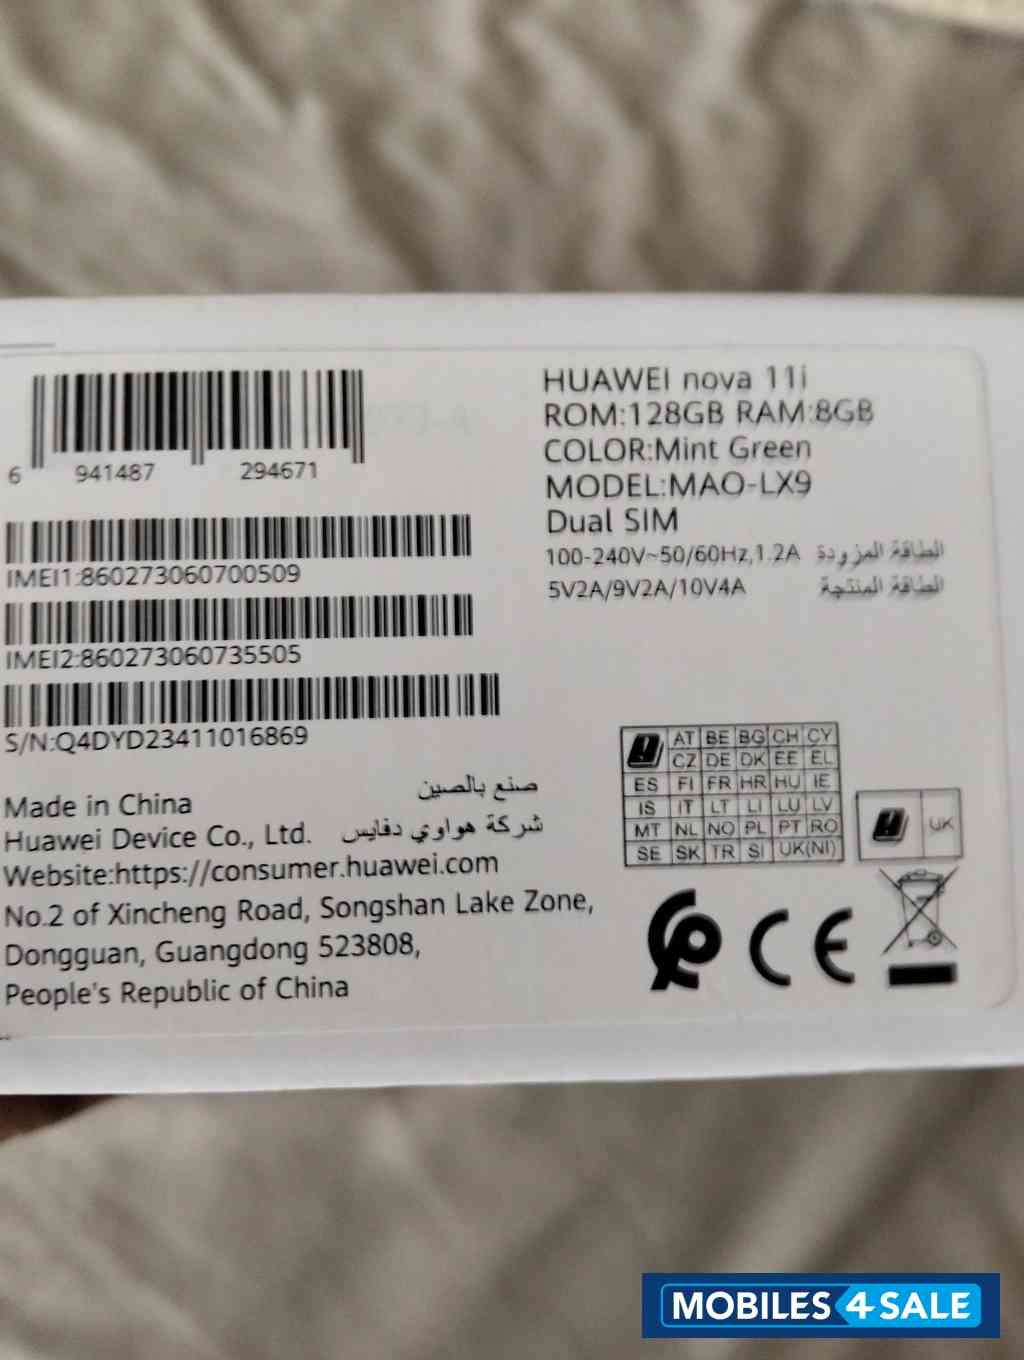 6 941487 294671
IMEI1:860273060700509
IMEI2:860273060735505
S/N:Q4DYD23411016869
HUAWEI nova 11i
ROM:128GB RAM:8GB
COLOR:Mint Green
MODEL:MAO-LX9
Dual SIM
100-240V~50/60Hz,1.2A الطاقة المزودة
5V2A/9V2A/10V4A الطاقة المنتجة
Made in China صنع بالصين
Huawei Device Co., Ltd. شركة هواوي دفايس
Website:https://consumer.huawei.com
No.2 of Xincheng Road, Songshan Lake Zone,
Dongguan, Guangdong 523808,
People's Republic of China
AT BE BG CH CY
CZ DE DK EE EL
ES FI FR HR HU IE
IS IT LT LI LU LV
MT NL NO PL PT RO
SE SK TR SI UK(NI)
UK
CE
MOBILES 4 SALE